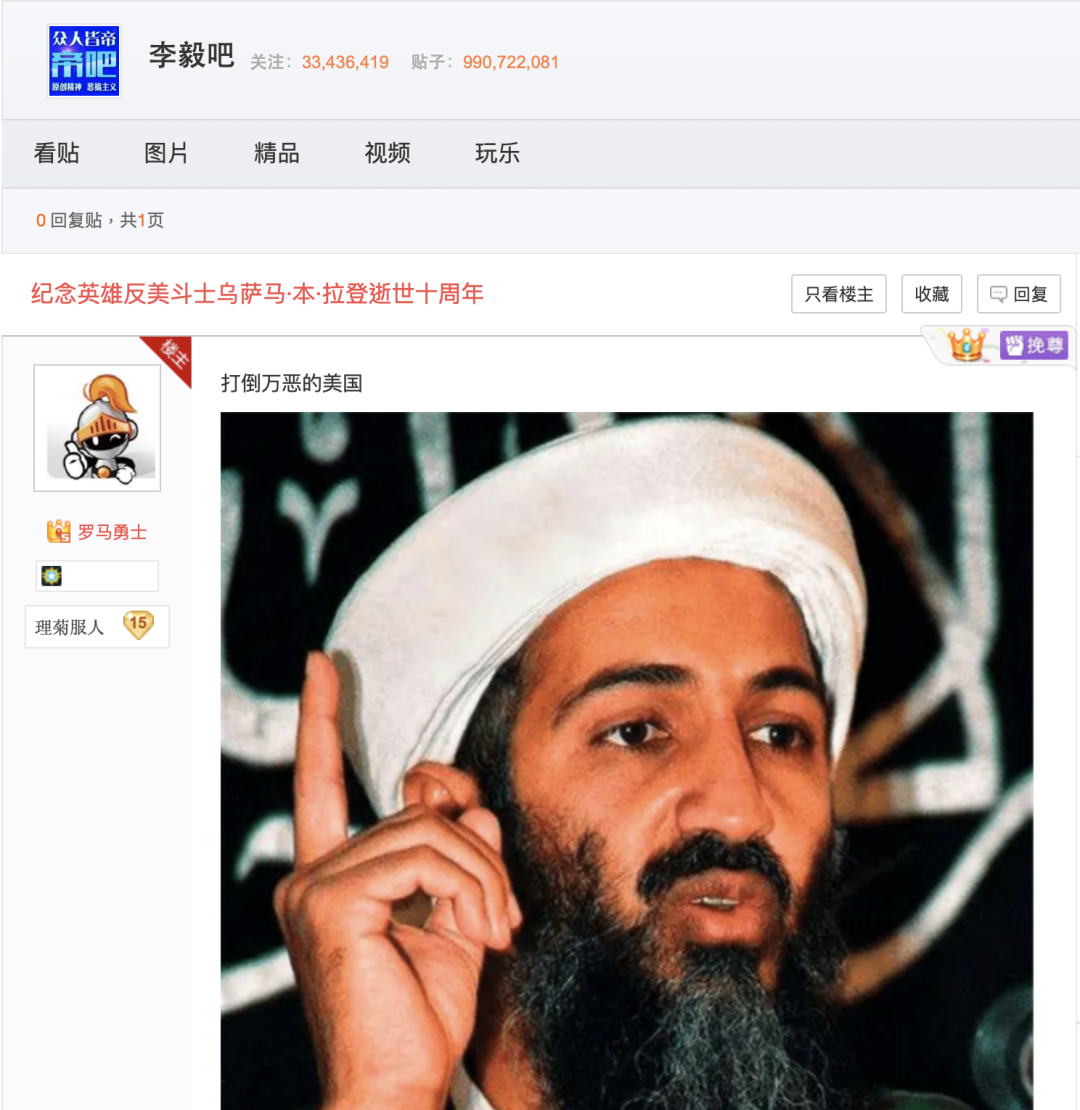 众人皆帝
帝吧
原创精神 恶搞主义
李毅吧 关注：33,436,419 贴子：990,722,081
看贴 图片 精品 视频 玩乐
0回复贴，共1页
纪念英雄反美斗士乌萨马·本·拉登逝世十周年
只看楼主 收藏 回复
挽尊
楼主
打倒万恶的美国
罗马勇士
理菊服人 15